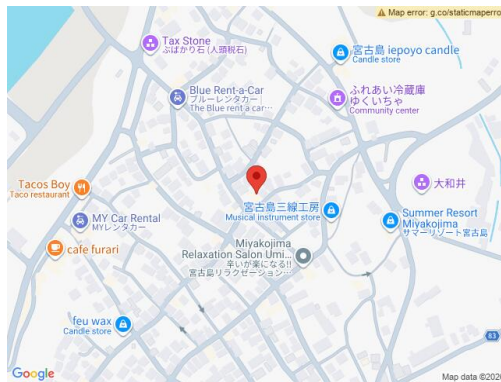 Map error: g.co/staticmaperro
Tax Stone
ぶばかり石 (人頭税石)
宮古島 iepoyo candle
Candle store
Blue Rent-a-Car
ブルーレンタカー
The Blue rent a car...
ふれあい冷蔵庫
ゆくいちゃ
Community center
Tacos Boy
Taco restaurant
大和井
宮古島三線工房
Musical instrument store
MY Car Rental
MYレンタカー
Summer Resort
Miyakojima
サマーリゾート宮古島
cafe furari
Miyakojima
Relaxation Salon Umi...
辛いが楽になる!!
宮古島リラクゼーション...
feu wax
Candle store
83
Google
Map data ©2026